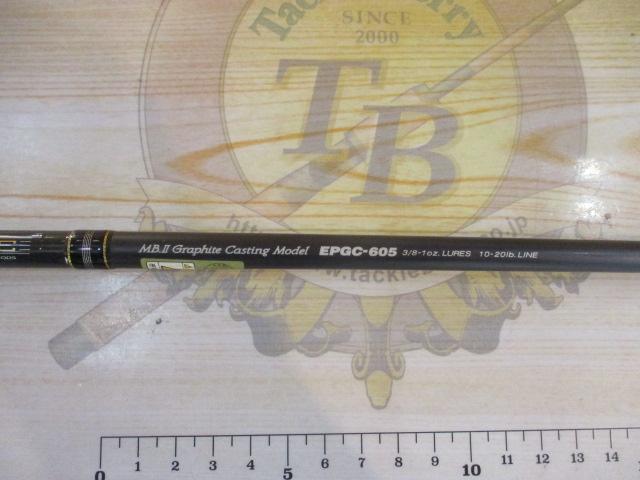 SINCE
2000
TB
MB.II Graphite Casting Model EPGC-605 3/8-1oz. LURES 10-20lb. LINE
0 1 2 3 4 5 6 7 8 9 10 11 12 13 14